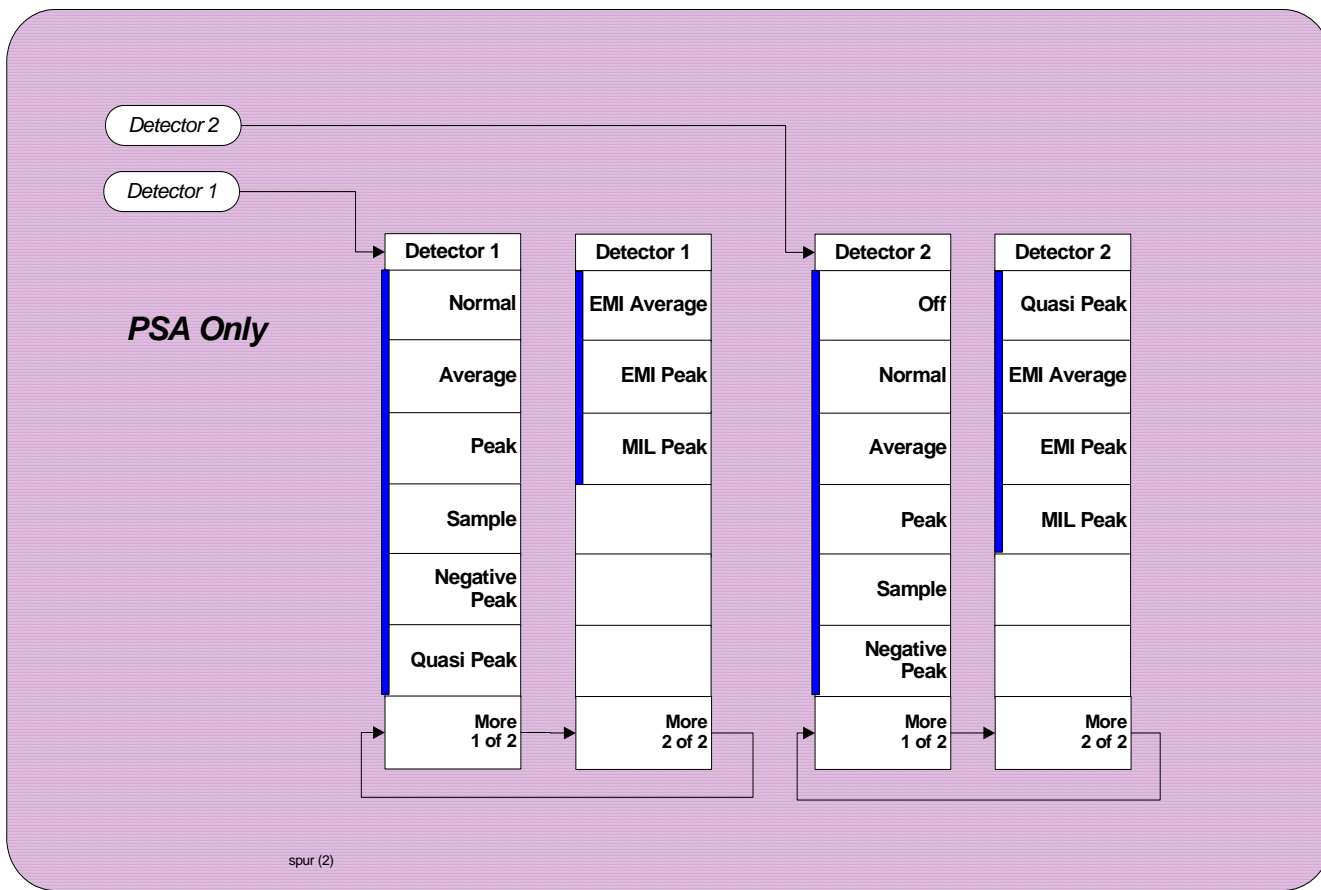 Detector 2
Detector 1
PSA Only
Detector 1
Normal
Average
Peak
Sample
Negative
Peak
Quasi Peak
More
1 of 2
Detector 1
EMI Average
EMI Peak
MIL Peak
More
2 of 2
Detector 2
Off
Normal
Average
Peak
Sample
Negative
Peak
More
1 of 2
Detector 2
Quasi Peak
EMI Average
EMI Peak
MIL Peak
More
2 of 2
spur (2)